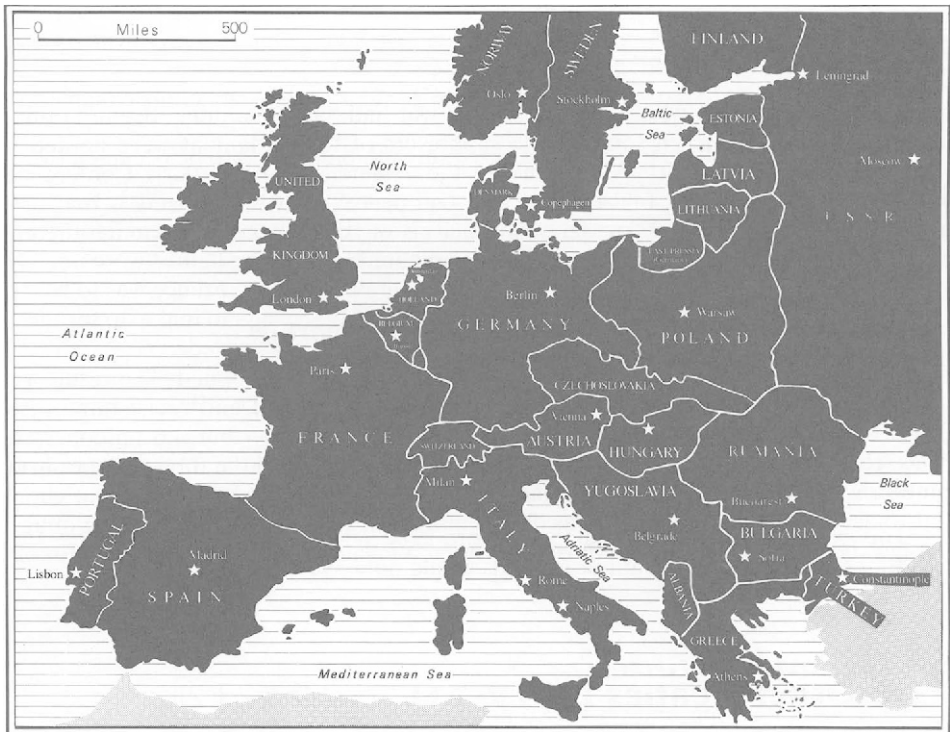 0 Miles 500
NORWAY
SWEDEN
FINLAND
Oslo
Stockholm
Leningrad
Baltic
Sea
ESTONIA
Moscow
North
Sea
LATVIA
UNITED
DENMARK
Copenhagen
LITHUANIA
USSR
EAST PRUSSIA
KINGDOM
HOLLAND
London
Berlin
Warsaw
GERMANY
POLAND
BELGIUM
Atlantic
Ocean
Paris
CZECHOSLOVAKIA
Vienna
FRANCE
SWITZERLAND
AUSTRIA
HUNGARY
RUMANIA
Milan
YUGOSLAVIA
Black
Sea
Bucharest
ITALY
Belgrade
BULGARIA
Adriatic Sea
Sofia
Madrid
PORTUGAL
Lisbon
SPAIN
Rome
Constantinople
ALBANIA
TURKEY
Naples
GREECE
Mediterranean Sea
Athens